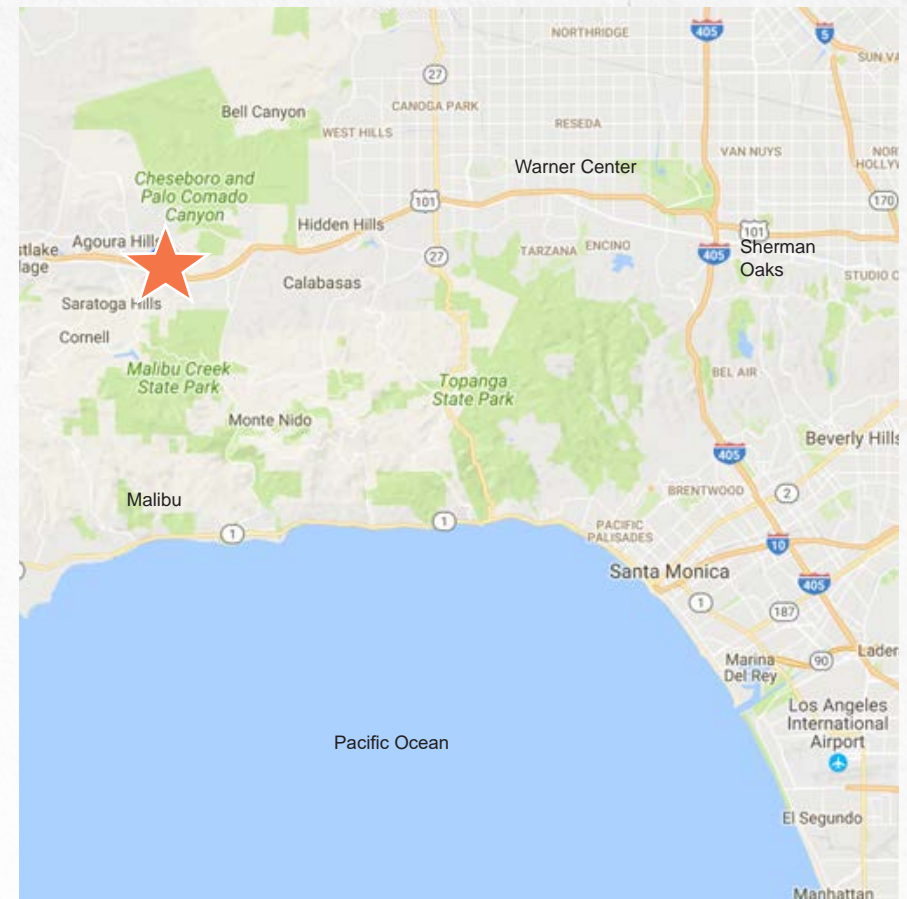 NORTHRIDGE
405
5
SUN VA
27
Bell Canyon
CANOGA PARK
WEST HILLS
RESEDA
VAN NUYS
NOR
HOLLYV
Warner Center
Cheseboro and
Palo Comado
Canyon
101
170
Hidden Hills
101
Agoura Hills
stlake
lage
27
TARZANA
ENCINO
405
Sherman
Oaks
STUDIO C
Calabasas
Saratoga Hills
Cornell
Malibu Creek
State Park
Topanga
State Park
BEL AIR
Monte Nido
Beverly Hills
405
BRENTWOOD
2
Malibu
1
1
PACIFIC
PALISADES
10
Santa Monica
405
1
187
Marina
Del Rey
90
Lader
Los Angeles
International
Airport
Pacific Ocean
El Segundo
Manhattan